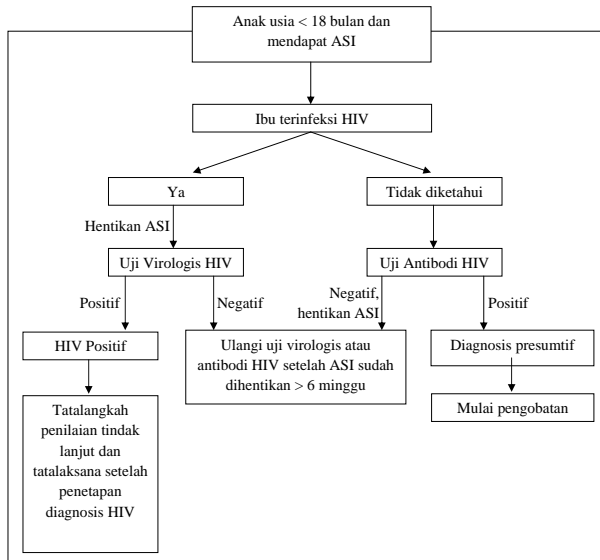 Anak usia < 18 bulan dan
mendapat ASI
Ibu terinfeksi HIV
Ya
Tidak diketahui
Hentikan ASI
Uji Virologis HIV
Uji Antibodi HIV
Positif
Negatif
Negatif,
hentikan ASI
Positif
HIV Positif
Ulangi uji virologis atau
antibodi HIV setelah ASI sudah
dihentikan > 6 minggu
Diagnosis presumtif
Mulai pengobatan
Tatalangkah
penilaian tindak
lanjut dan
tatalaksana setelah
penetapan
diagnosis HIV